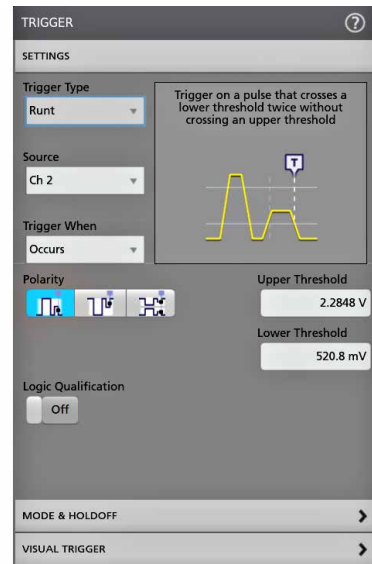 TRIGGER
?
SETTINGS
Trigger Type
Runt
Trigger on a pulse that crosses a
lower threshold twice without
crossing an upper threshold
T
Source
Ch 2
Trigger When
Occurs
Polarity
Upper Threshold
2.2848 V
Lower Threshold
520.8 mV
Logic Qualification
Off
MODE & HOLDOFF
VISUAL TRIGGER